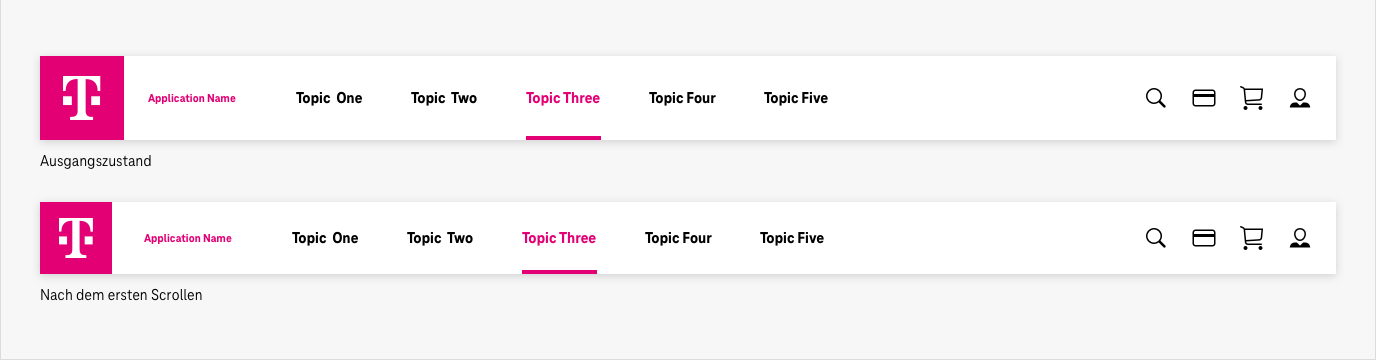 T Application Name Topic One Topic Two Topic Three Topic Four Topic Five
Ausgangszustand
T Application Name Topic One Topic Two Topic Three Topic Four Topic Five
Nach dem ersten Scrollen